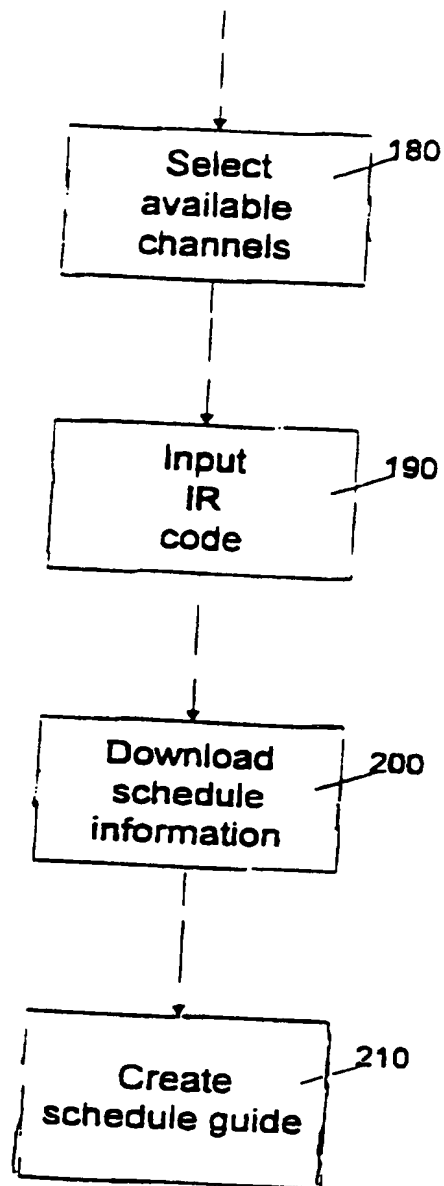 Select
available
channels
180
Input
IR
code
190
Download
schedule
information
200
Create
schedule guide
210